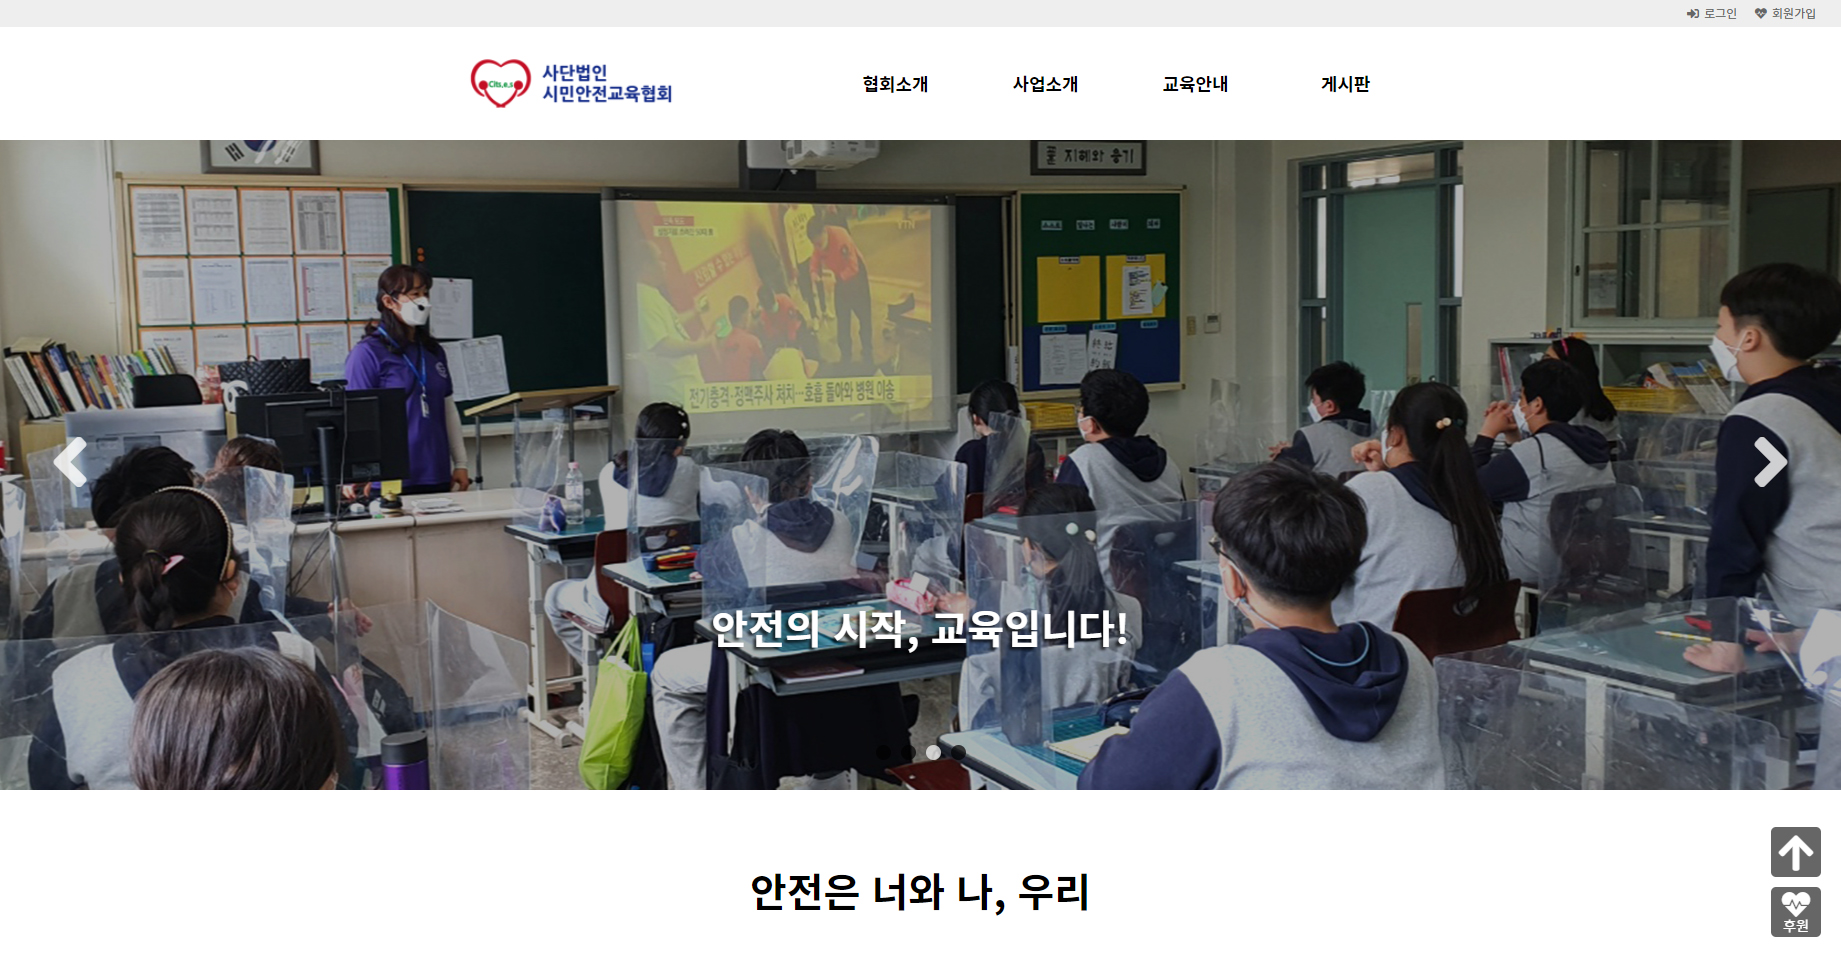 로그인
회원가입
Cits.e.s
사단법인
시민안전교육협회
협회소개
사업소개
교육안내
게시판
지혜와 용기
YTN
전기충격·정맥주사 처치…호흡 돌아와 병원 이송
안전의 시작, 교육입니다!
안전은 너와 나, 우리
후원